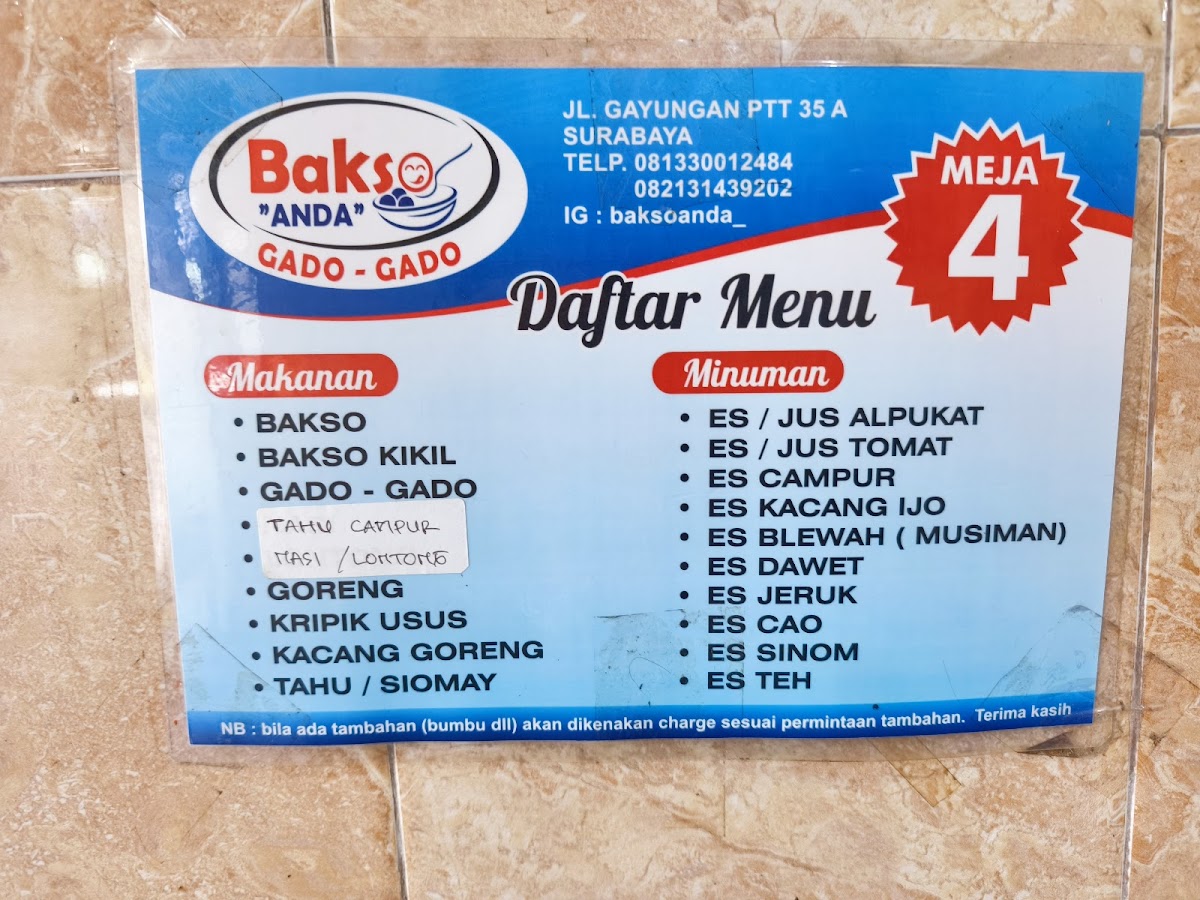 Bakso
"ANDA"
GADO - GADO
JL. GAYUNGAN PTT 35 A
SURABAYA
TELP. 081330012484
082131439202
IG : baksoanda_
MEJA
4
Daftar Menu
Makanan
• BAKSO
• BAKSO KIKIL
• GADO - GADO
• TAHU CAMPUR
• NASI / LONTONG
• GORENG
• KRIPIK USUS
• KACANG GORENG
• TAHU / SIOMAY
Minuman
• ES / JUS ALPUKAT
• ES / JUS TOMAT
• ES CAMPUR
• ES KACANG IJO
• ES BLEWAH ( MUSIMAN)
• ES DAWET
• ES JERUK
• ES CAO
• ES SINOM
• ES TEH
NB : bila ada tambahan (bumbu dll) akan dikenakan charge sesuai permintaan tambahan. Terima kasih